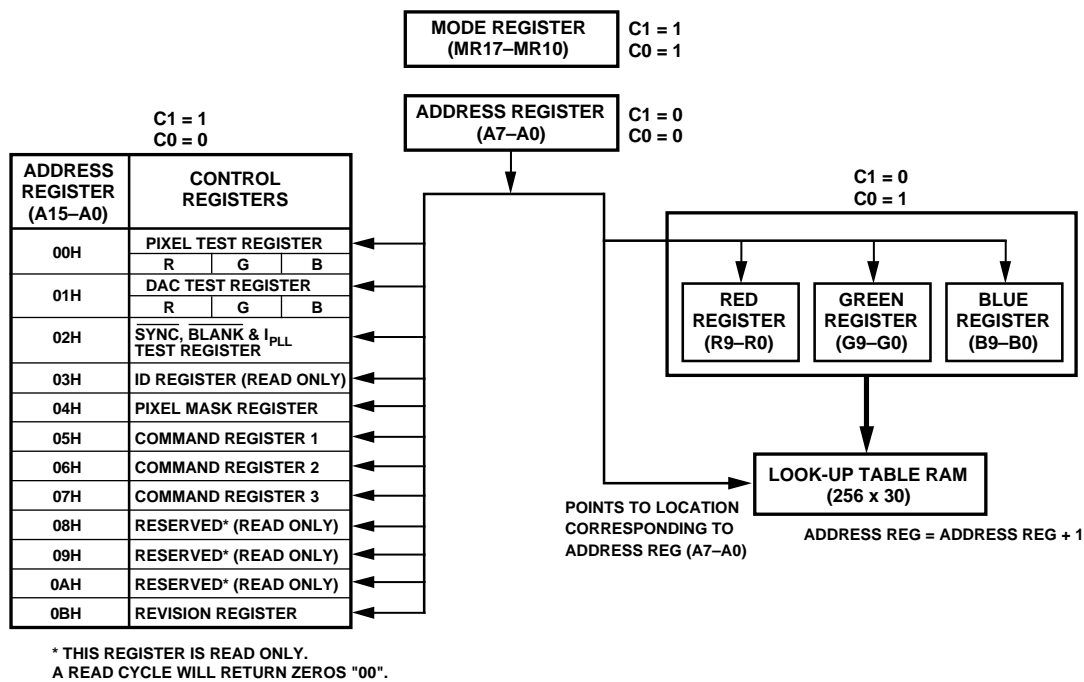 MODE REGISTER
(MR17–MR10)
C1 = 1
C0 = 1
ADDRESS REGISTER
(A7–A0)
C1 = 0
C0 = 0
C1 = 1
C0 = 0
ADDRESS
REGISTER
(A15–A0)
CONTROL
REGISTERS
00H
PIXEL TEST REGISTER
R G B
01H
DAC TEST REGISTER
R G B
02H
SYNC, BLANK & IPLL
TEST REGISTER
03H ID REGISTER (READ ONLY)
04H PIXEL MASK REGISTER
05H COMMAND REGISTER 1
06H COMMAND REGISTER 2
07H COMMAND REGISTER 3
08H RESERVED* (READ ONLY)
09H RESERVED* (READ ONLY)
0AH RESERVED* (READ ONLY)
0BH REVISION REGISTER
* THIS REGISTER IS READ ONLY.
A READ CYCLE WILL RETURN ZEROS "00".
C1 = 0
C0 = 1
RED
REGISTER
(R9–R0)
GREEN
REGISTER
(G9–G0)
BLUE
REGISTER
(B9–B0)
LOOK-UP TABLE RAM
(256 x 30)
POINTS TO LOCATION
CORRESPONDING TO
ADDRESS REG (A7–A0)
ADDRESS REG = ADDRESS REG + 1